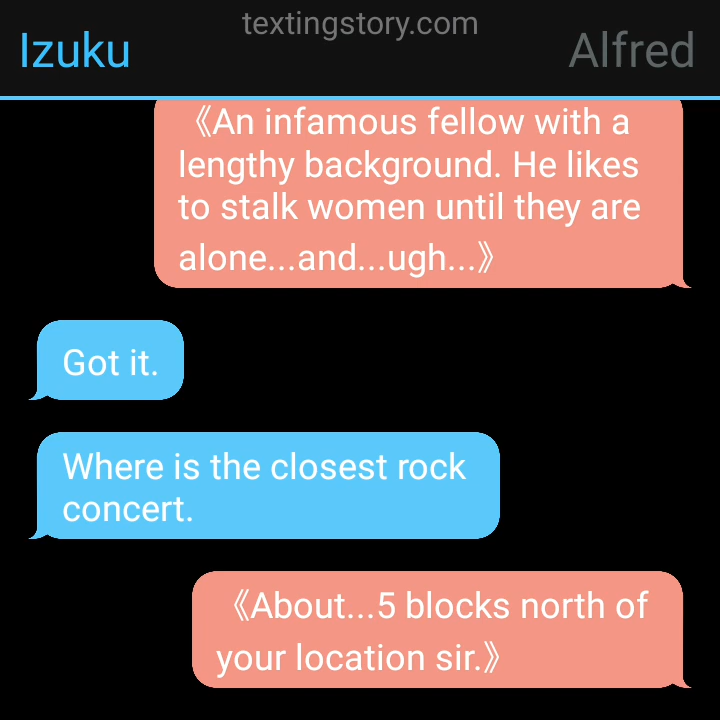 textingstory.com
Izuku
Alfred
《An infamous fellow with a
lengthy background. He likes
to stalk women until they are
alone...and...ugh...》
Got it.
Where is the closest rock
concert.
《About...5 blocks north of
your location sir.》